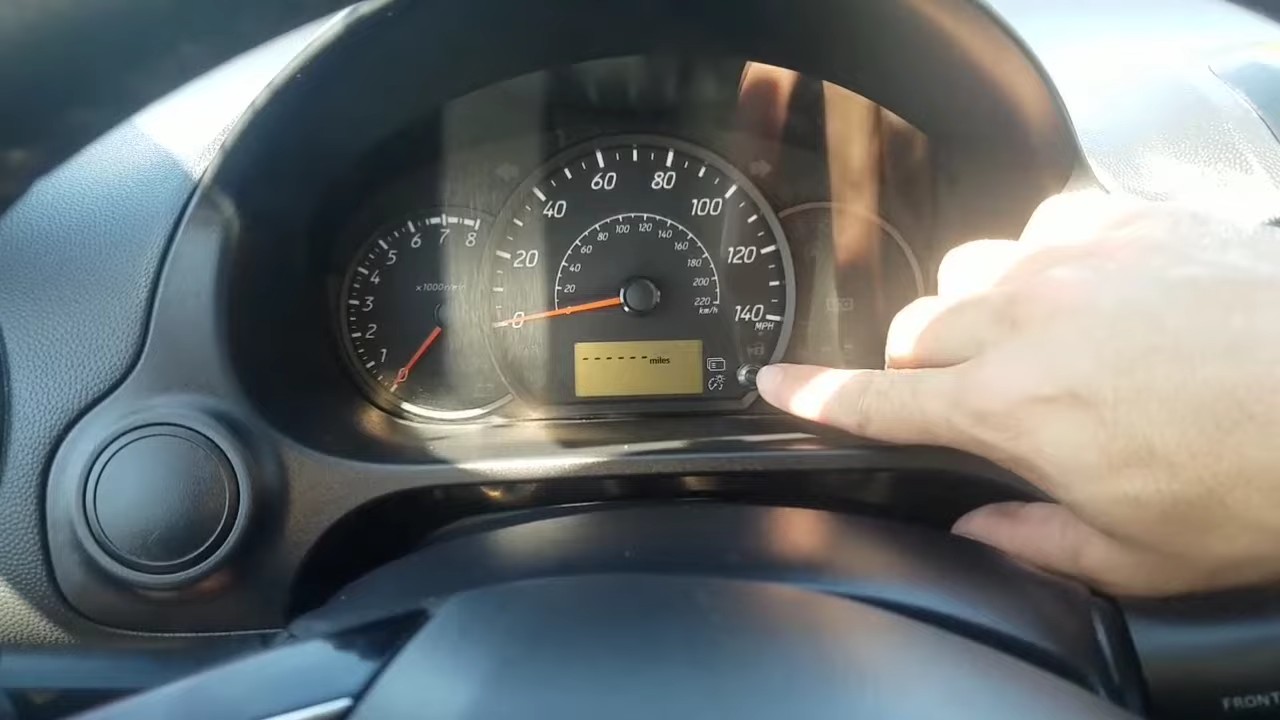 1 2 3 4 5 6 7 8
x1000r/min
0 20 40 60 80 100 120 140
MPH
20 40 60 80 100 120 140 160 180 200 220
km/h
- - - - - - miles
FRONT